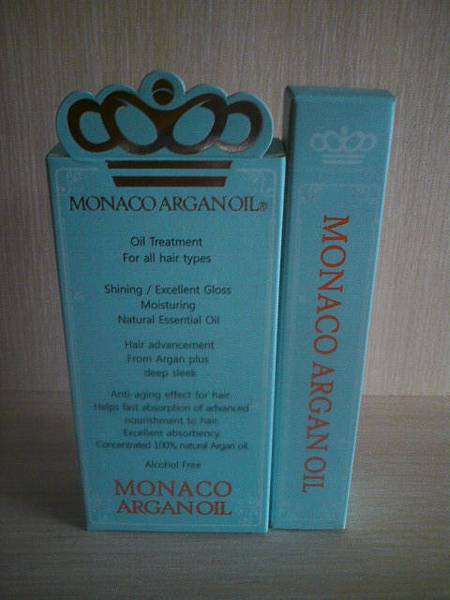 MONACO ARGAN OIL®
Oil Treatment
For all hair types
Shining / Excellent Gloss
Moisturing
Natural Essential Oil
Hair advancement
From Argan plus
deep sleek
Anti-aging effect for hair
Helps fast absorption of advanced
nourishment to hair.
Excellent absorbency.
Concentrated 100% natural Argan oil.
Alcohol Free
MONACO
ARGAN OIL
MONACO ARGAN OIL